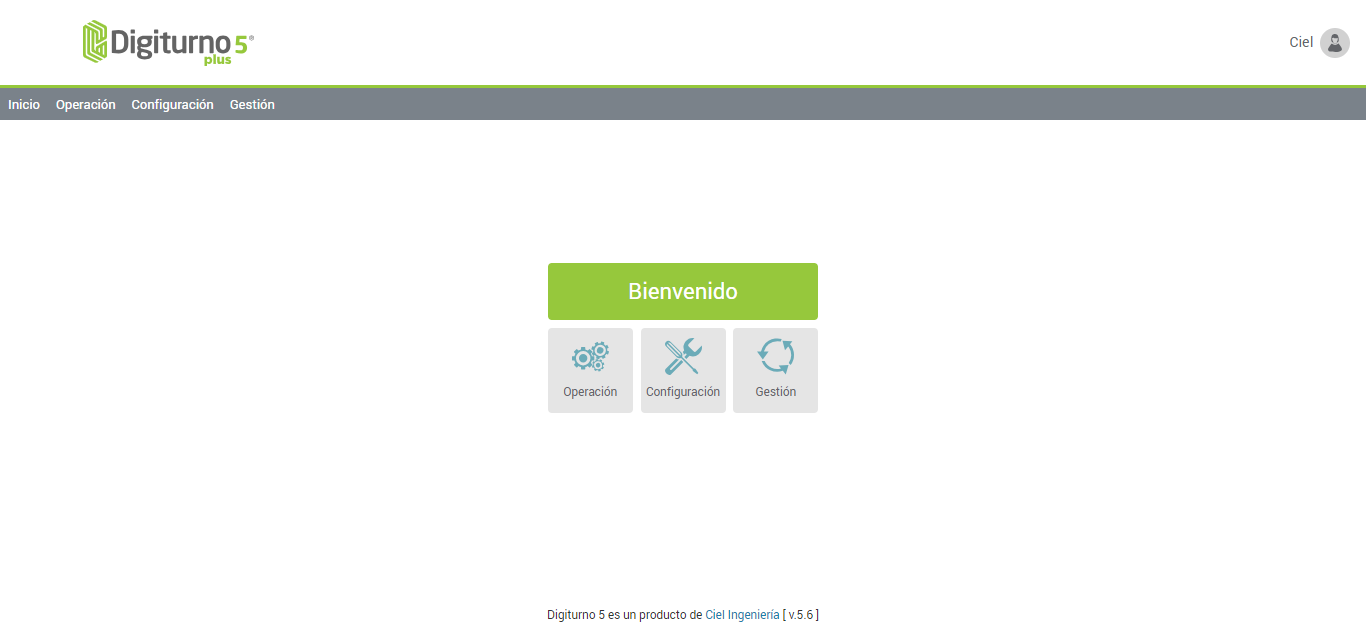 Digiturno 5®
plus
Ciel
Inicio Operación Configuración Gestión
Bienvenido
Operación Configuración Gestión
Digiturno 5 es un producto de Ciel Ingeniería [ v.5.6 ]